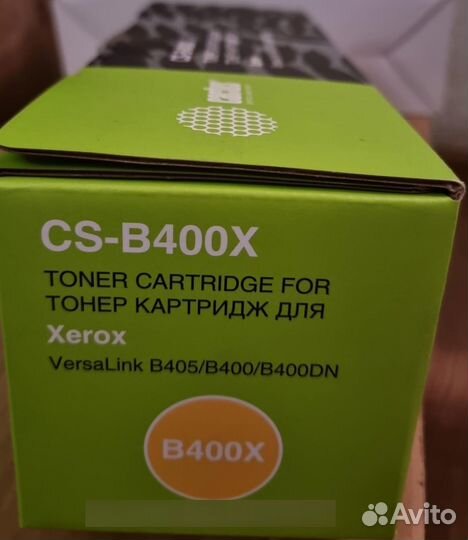 CS-B400X
TONER CARTRIDGE FOR
ТОНЕР КАРТРИДЖ ДЛЯ
Xerox
VersaLink B405/B400/B400DN
B400X
Avito